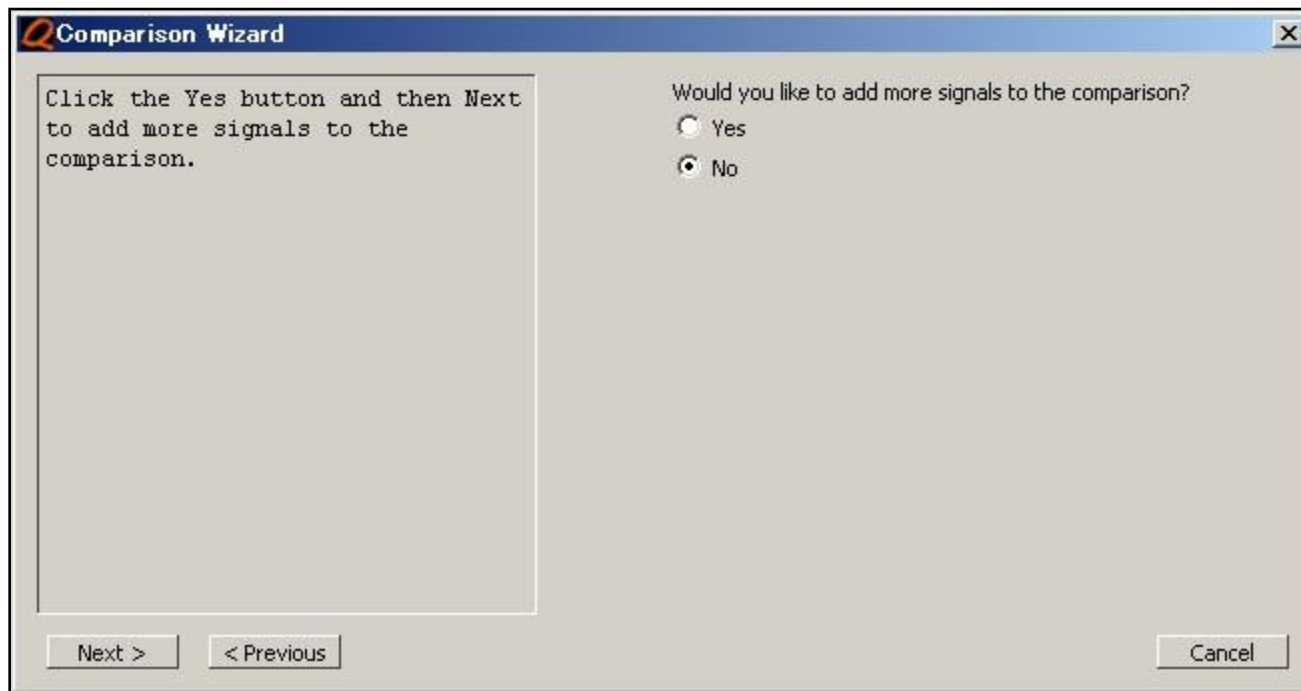 Comparison Wizard
Click the Yes button and then Next
to add more signals to the
comparison.
Would you like to add more signals to the comparison?
Yes
No
Next >
< Previous
Cancel